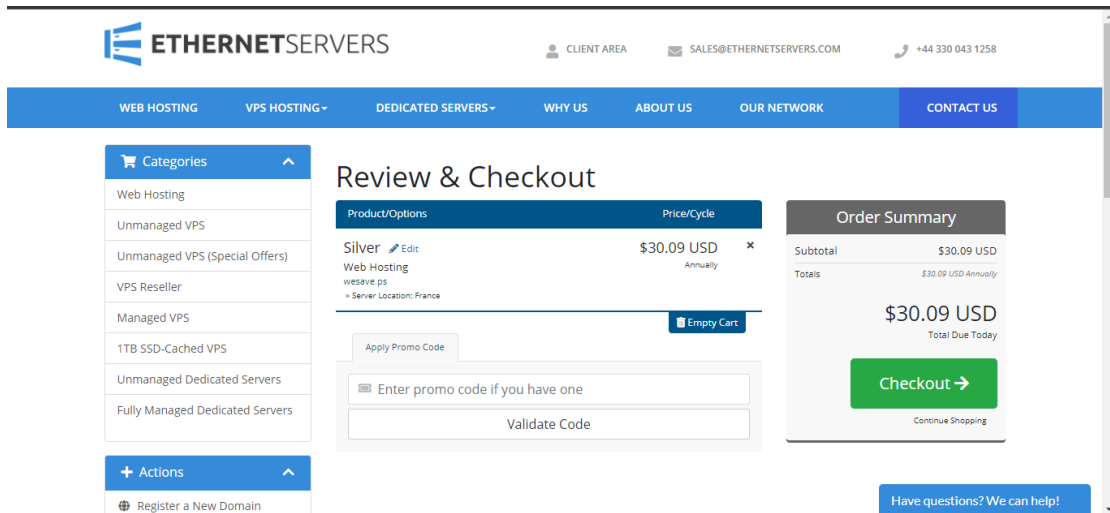 ETHERNETSERVERS
CLIENT AREA
SALES@ETHERNETSERVERS.COM
+44 330 043 1258
WEB HOSTING
VPS HOSTING
DEDICATED SERVERS
WHY US
ABOUT US
OUR NETWORK
CONTACT US
Categories
Web Hosting
Unmanaged VPS
Unmanaged VPS (Special Offers)
VPS Reseller
Managed VPS
1TB SSD-Cached VPS
Unmanaged Dedicated Servers
Fully Managed Dedicated Servers
Actions
Register a New Domain
Review & Checkout
Product/Options Price/Cycle
Silver Edit $30.09 USD ×
Web Hosting Annually
wesave.ps
» Server Location: France
Empty Cart
Apply Promo Code
Enter promo code if you have one
Validate Code
Order Summary
Subtotal $30.09 USD
Totals $30.09 USD Annually
$30.09 USD
Total Due Today
Checkout
Continue Shopping
Have questions? We can help!